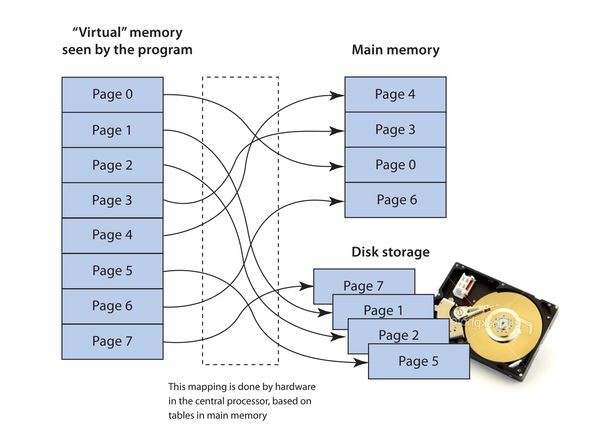 “Virtual” memory
seen by the program
Page 0
Page 1
Page 2
Page 3
Page 4
Page 5
Page 6
Page 7
Main memory
Page 4
Page 3
Page 0
Page 6
Disk storage
Page 7
Page 1
Page 2
Page 5
This mapping is done by hardware
in the central processor, based on
tables in main memory